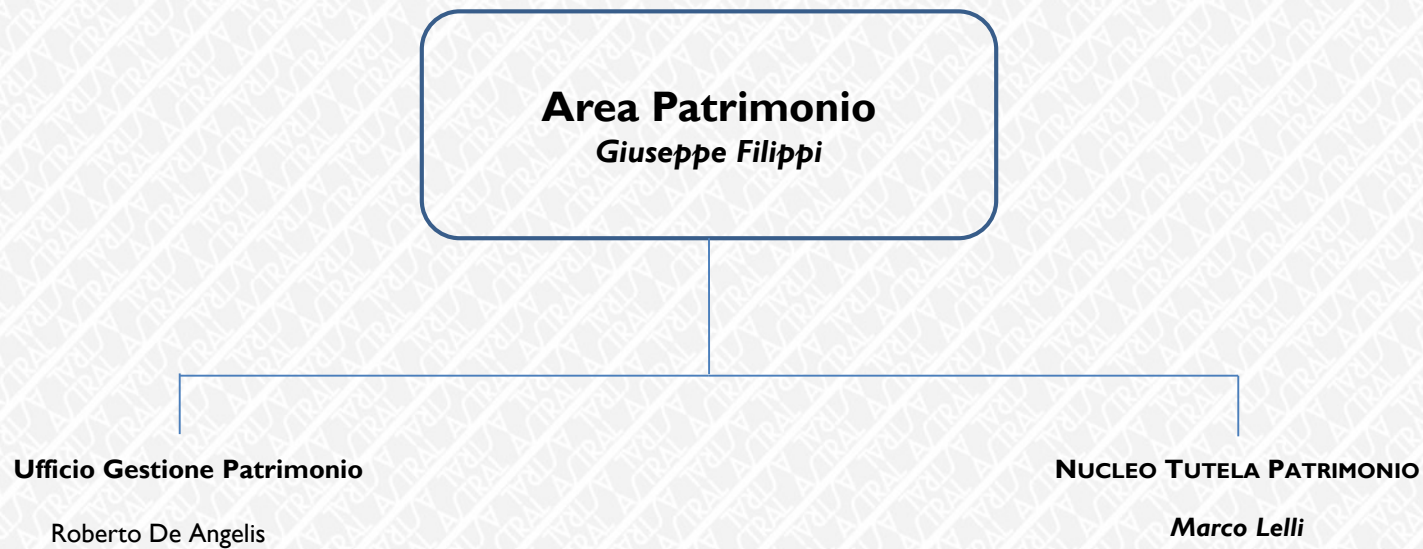 Area Patrimonio
Giuseppe Filippi
Ufficio Gestione Patrimonio
Roberto De Angelis
NUCLEO TUTELA PATRIMONIO
Marco Lelli